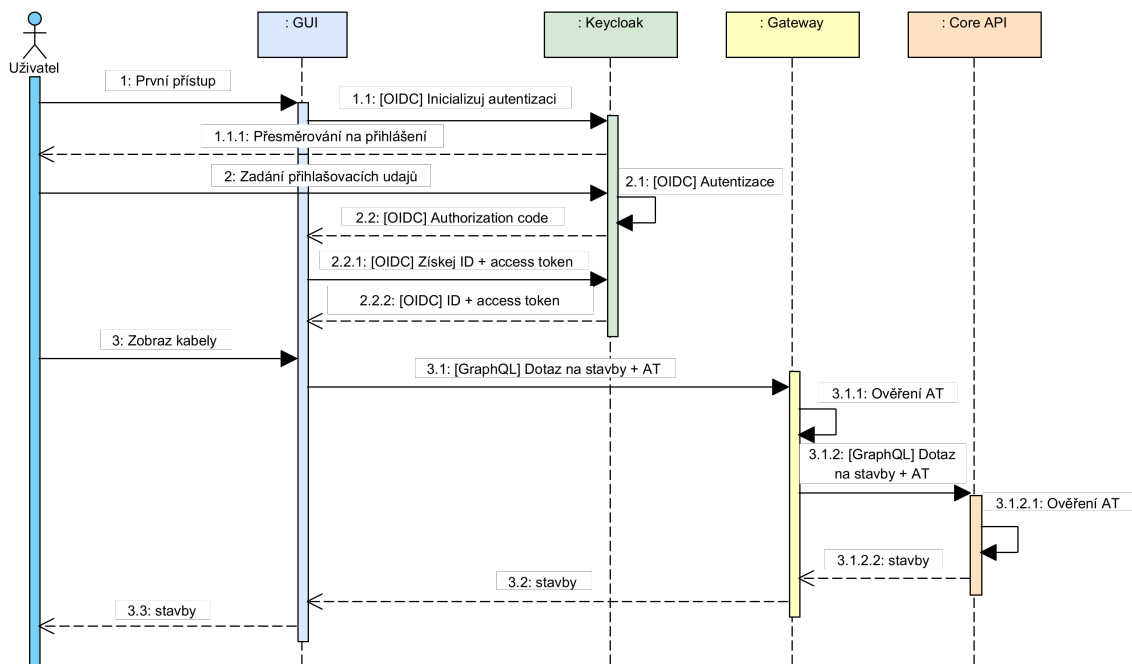 : GUI
: Keycloak
: Gateway
: Core API
Uživatel
1: První přístup
1.1: [OIDC] Inicializuj autentizaci
1.1.1: Přesměrování na přihlášení
2: Zadání přihlašovacích udajů
2.1: [OIDC] Autentizace
2.2: [OIDC] Authorization code
2.2.1: [OIDC] Získej ID + access token
2.2.2: [OIDC] ID + access token
3: Zobraz kabely
3.1: [GraphQL] Dotaz na stavby + AT
3.1.1: Ověření AT
3.1.2: [GraphQL] Dotaz
na stavby + AT
3.1.2.1: Ověření AT
3.1.2.2: stavby
3.2: stavby
3.3: stavby